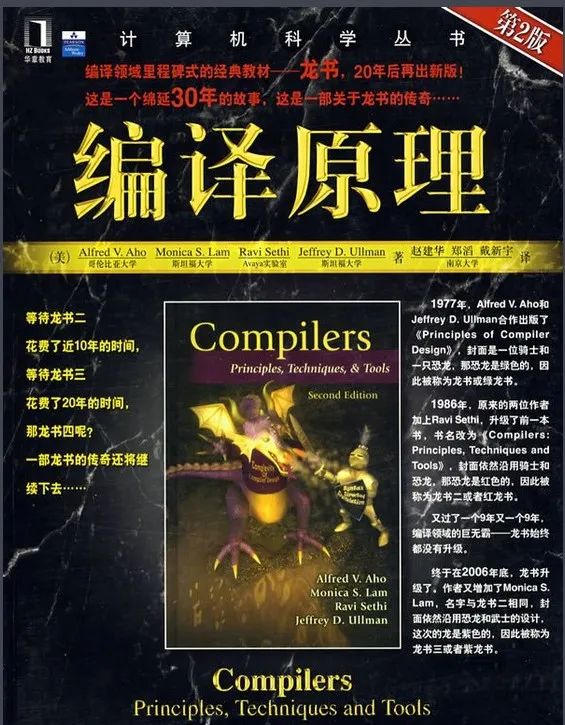 HZ BOOKS
华章教育
PEARSON
Addison
Wesley
计算机科学丛书
第2版
编译领域里程碑式的经典教材——龙书，20年后再出新版！
这是一个绵延30年的故事，这是一部关于龙书的传奇……
编译原理
(美) Alfred V. Aho Monica S. Lam Ravi Sethi Jeffrey D. Ullman 著 赵建华 郑滔 戴新宇 译
哥伦比亚大学 斯坦福大学 Avaya实验室 斯坦福大学 南京大学
等待龙书二
花费了近10年的时间，
等待龙书三
花费了20年的时间，
那龙书四呢？
一部龙书的传奇还将继
续下去……
Compilers
Principles, Techniques, & Tools
Second Edition
Complexity
of
Compiler Design
Syntax
Directed
Translation
Alfred V. Aho
Monica S. Lam
Ravi Sethi
Jeffrey D. Ullman
1977年，Alfred V. Aho和
Jeffrey D. Ullman合作出版了
《Principles of Compiler
Design》，封面是一位骑士和
一只恐龙，那恐龙是绿色的，因
此被称为龙书或绿龙书。
1986年，原来的两位作者
加上Ravi Sethi，升级了前一本
书，书名改为《Compilers:
Principles, Techniques and
Tools》，封面依然沿用骑士和
恐龙，那恐龙是红色的，因此被
称为龙书二或者红龙书。
又过了一个9年又一个9年，
编译领域的巨无霸——龙书始终
都没有升级。
终于在2006年底，龙书升
级了，作者又增加了Monica S.
Lam，名字与龙书二相同，封
面依然沿用恐龙和武士的设计，
这次的龙是紫色的，因此被称为
龙书三或者紫龙书。
Compilers
Principles, Techniques and Tools